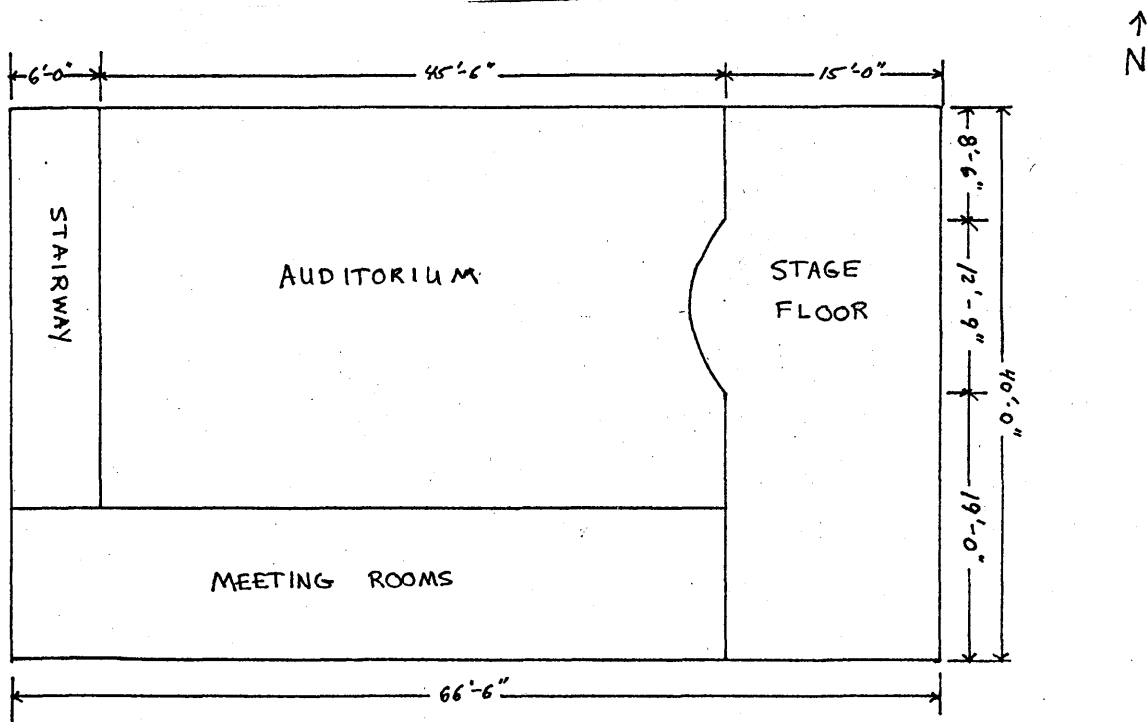 N
6'-0" 45'-6" 15'-0"
8'-6"
STAIRWAY
AUDITORIUM
STAGE
FLOOR
12'-9"
40'-0"
19'-0"
MEETING ROOMS
66'-6"